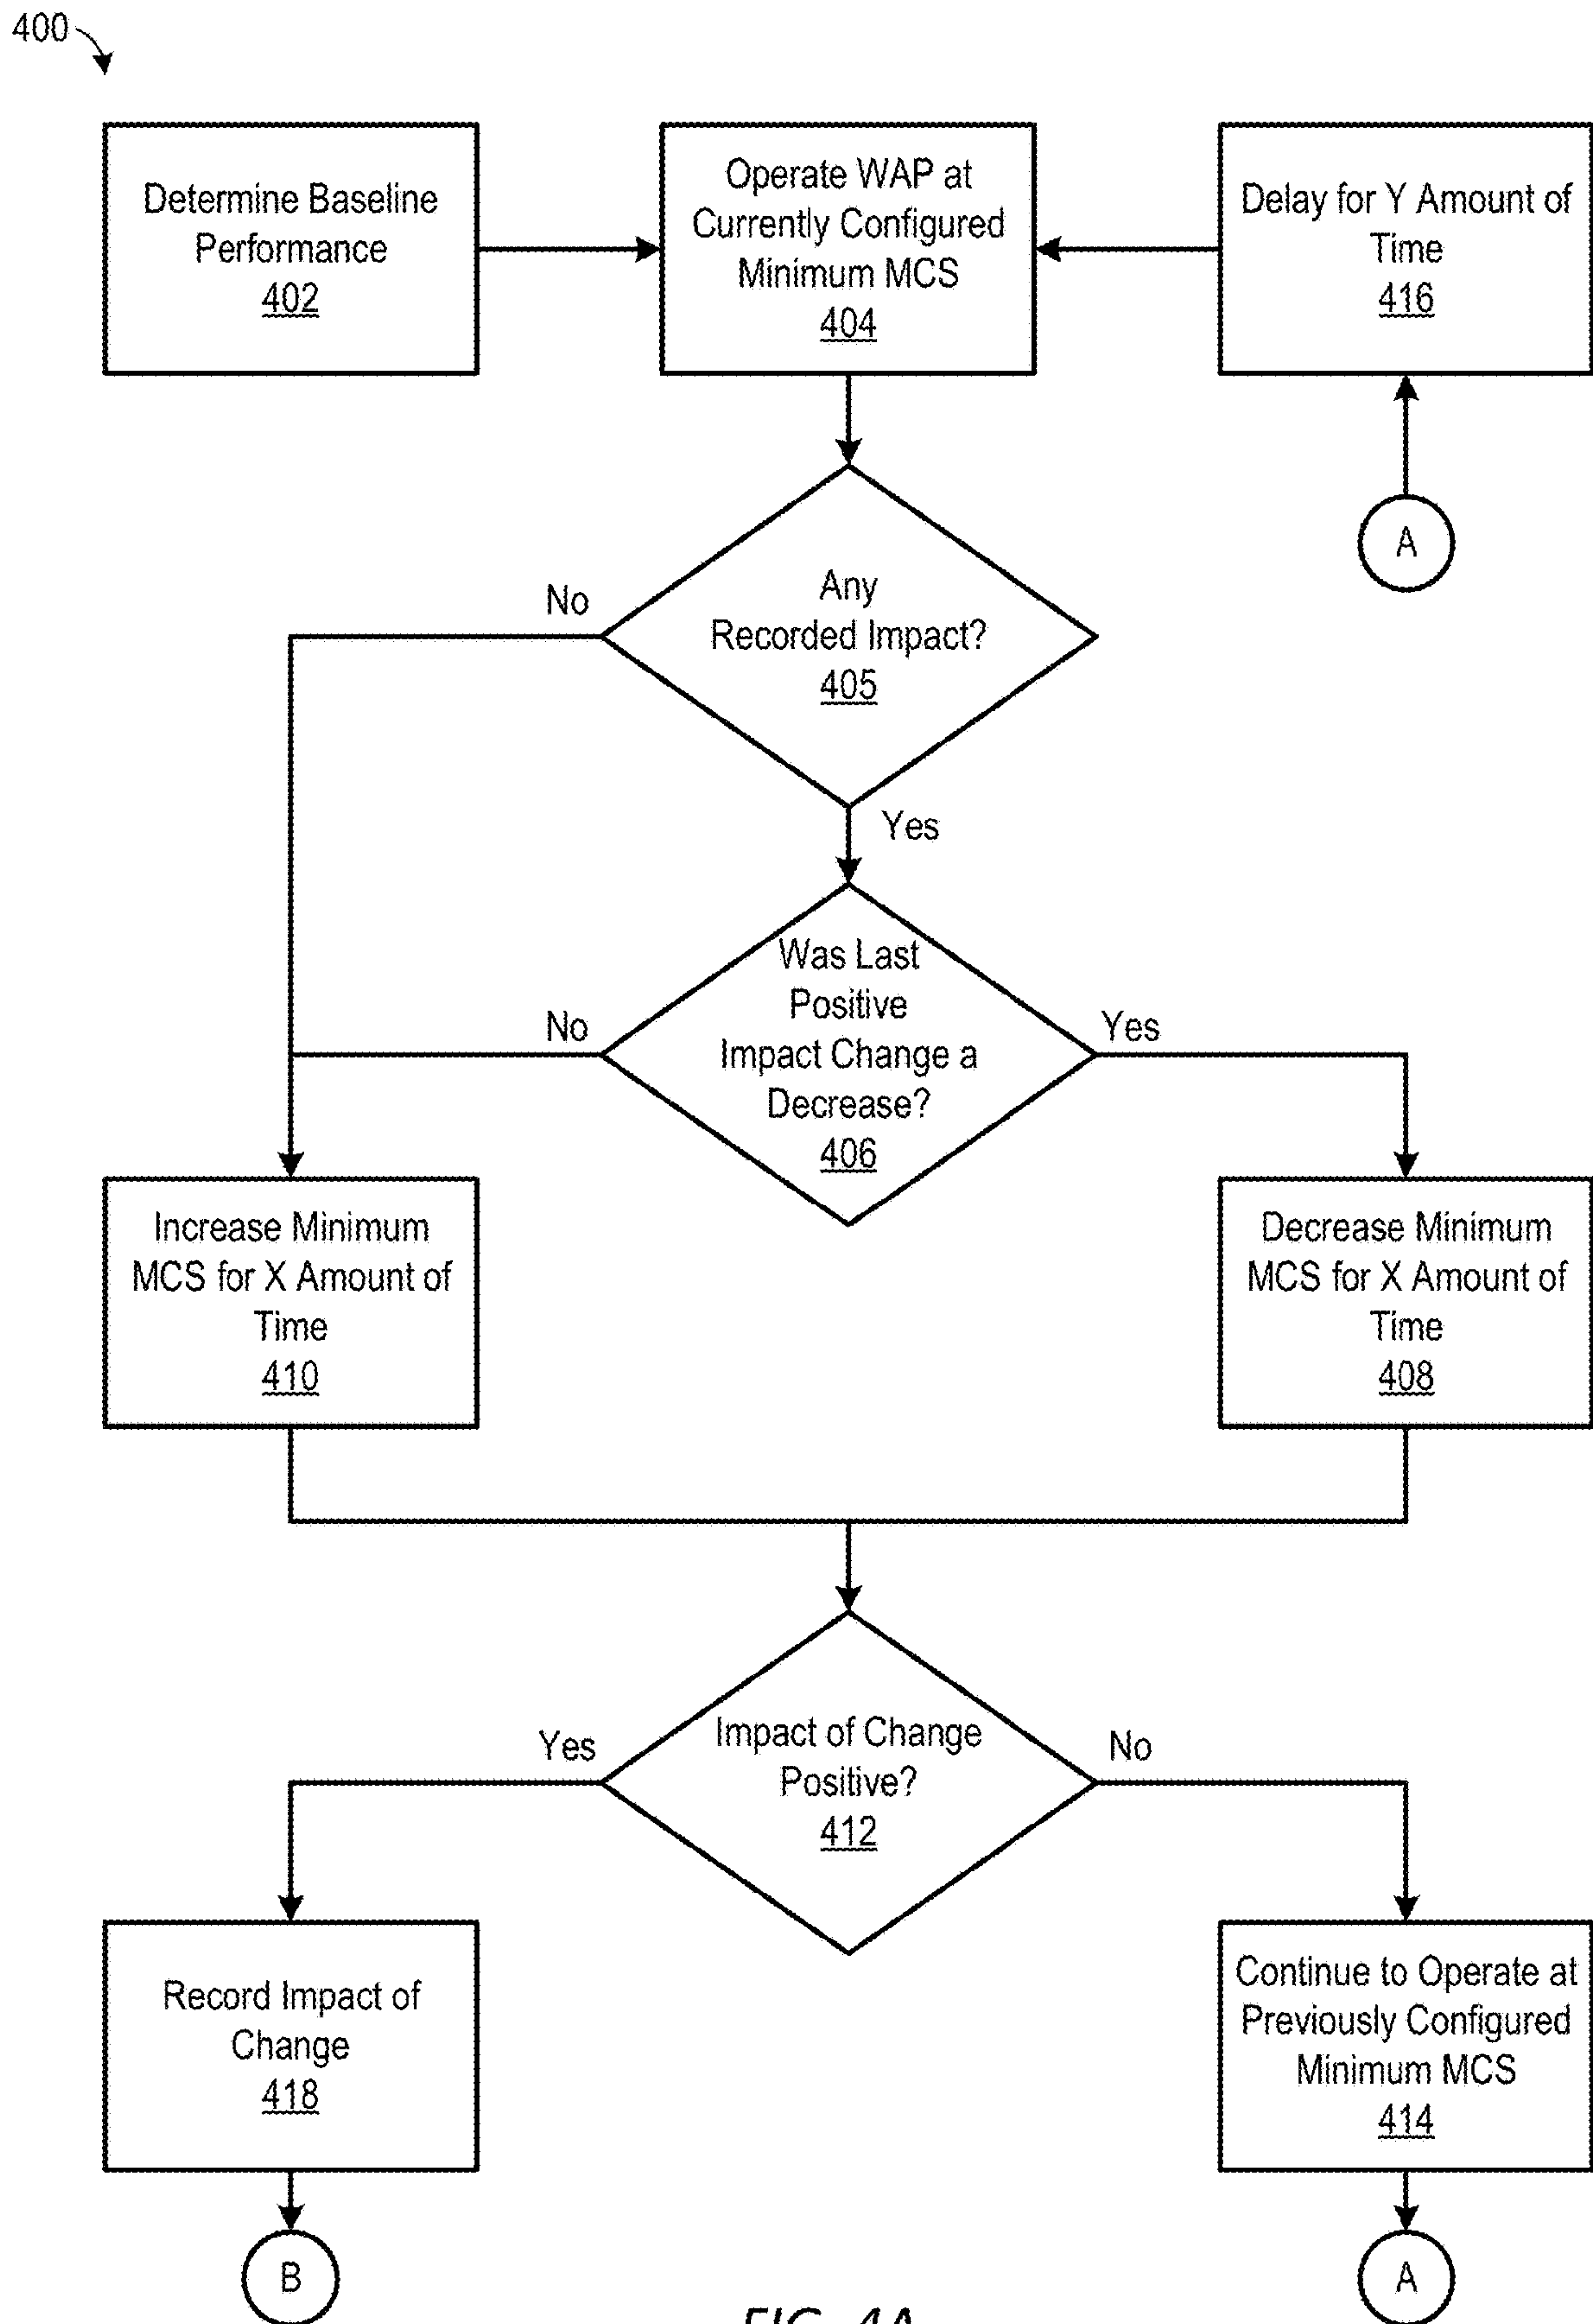 400
Determine Baseline
Performance
402
Operate WAP at
Currently Configured
Minimum MCS
404
Delay for Y Amount of
Time
416
A
Any
Recorded Impact?
405
No
Yes
Was Last
Positive
Impact Change a
Decrease?
406
No
Yes
Increase Minimum
MCS for X Amount of
Time
410
Decrease Minimum
MCS for X Amount of
Time
408
Impact of Change
Positive?
412
Yes
No
Record Impact of
Change
418
Continue to Operate at
Previously Configured
Minimum MCS
414
B
A
FIG. 4A